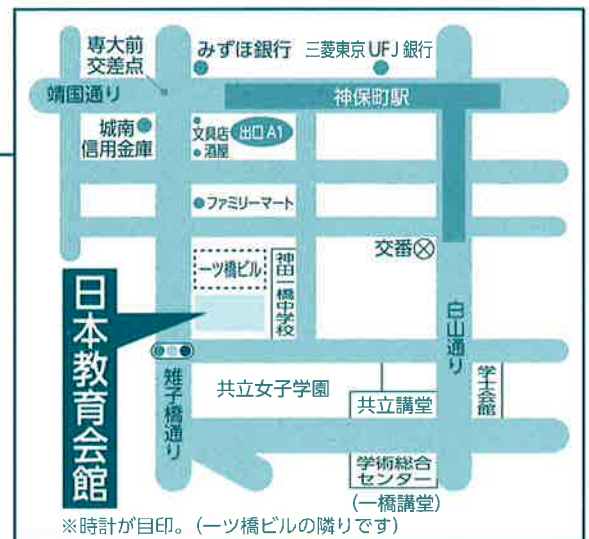 専大前
交差点
みずほ銀行
三菱東京UFJ銀行
靖国通り
神保町駅
城南
信用金庫
文具店
出口A1
酒屋
ファミリーマート
交番
一ツ橋ビル
神田一橋中学校
白山通り
日本教育会館
雉子橋通り
共立女子学園
共立講堂
学士会館
学術総合
センター
(一橋講堂)
※時計が目印。(一ツ橋ビルの隣りです)